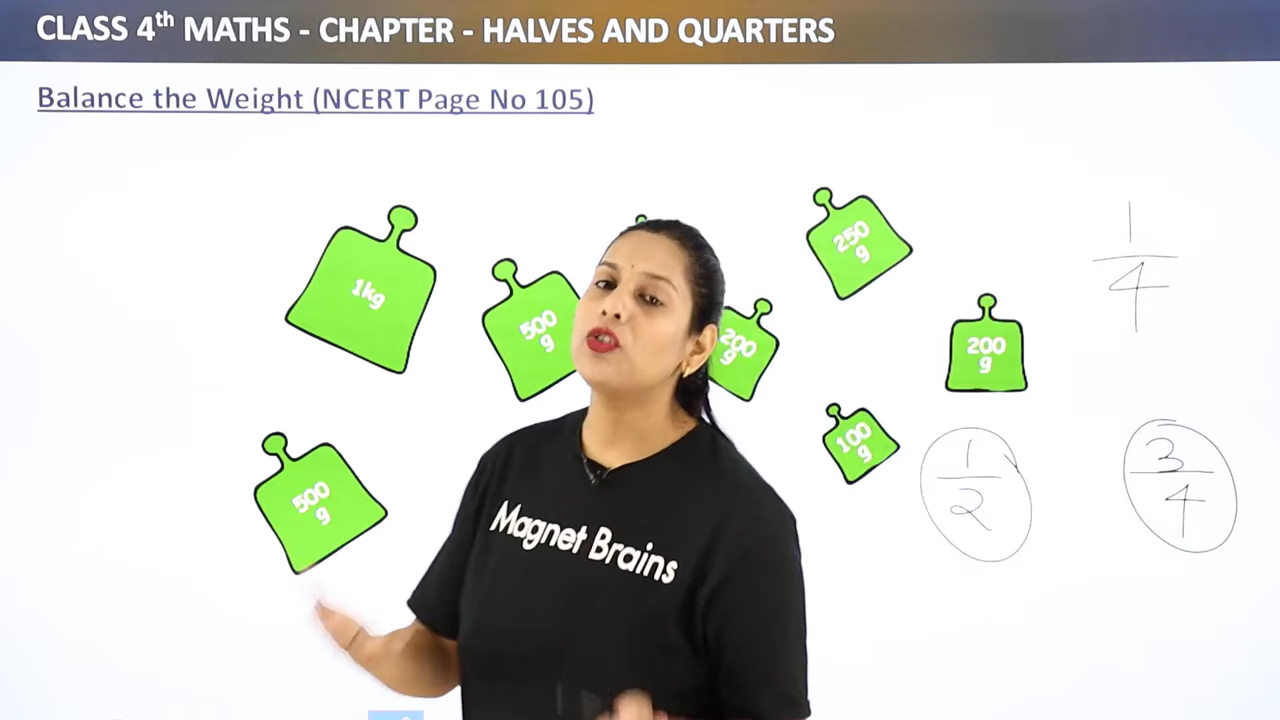 CLASS 4th MATHS - CHAPTER - HALVES AND QUARTERS
Balance the Weight (NCERT Page No 105)
1kg
500
g
200
g
250
g
200
g
100
g
500
g
1
4
1
2
3
4
Magnet Brains